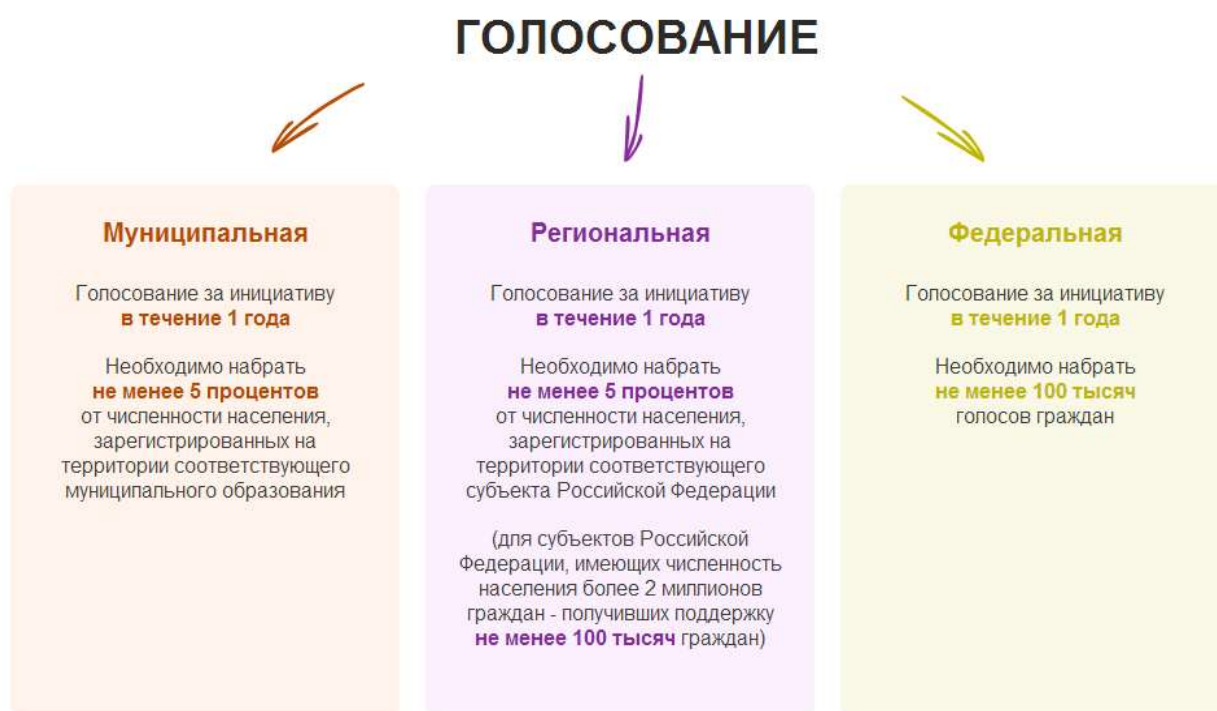 ГОЛОСОВАНИЕ
Муниципальная
Голосование за инициативу
в течение 1 года
Необходимо набрать
не менее 5 процентов
от численности населения,
зарегистрированных на
территории соответствующего
муниципального образования
Региональная
Голосование за инициативу
в течение 1 года
Необходимо набрать
не менее 5 процентов
от численности населения,
зарегистрированных на
территории соответствующего
субъекта Российской Федерации
(для субъектов Российской
Федерации, имеющих численность
населения более 2 миллионов
граждан - получивших поддержку
не менее 100 тысяч граждан)
Федеральная
Голосование за инициативу
в течение 1 года
Необходимо набрать
не менее 100 тысяч
голосов граждан